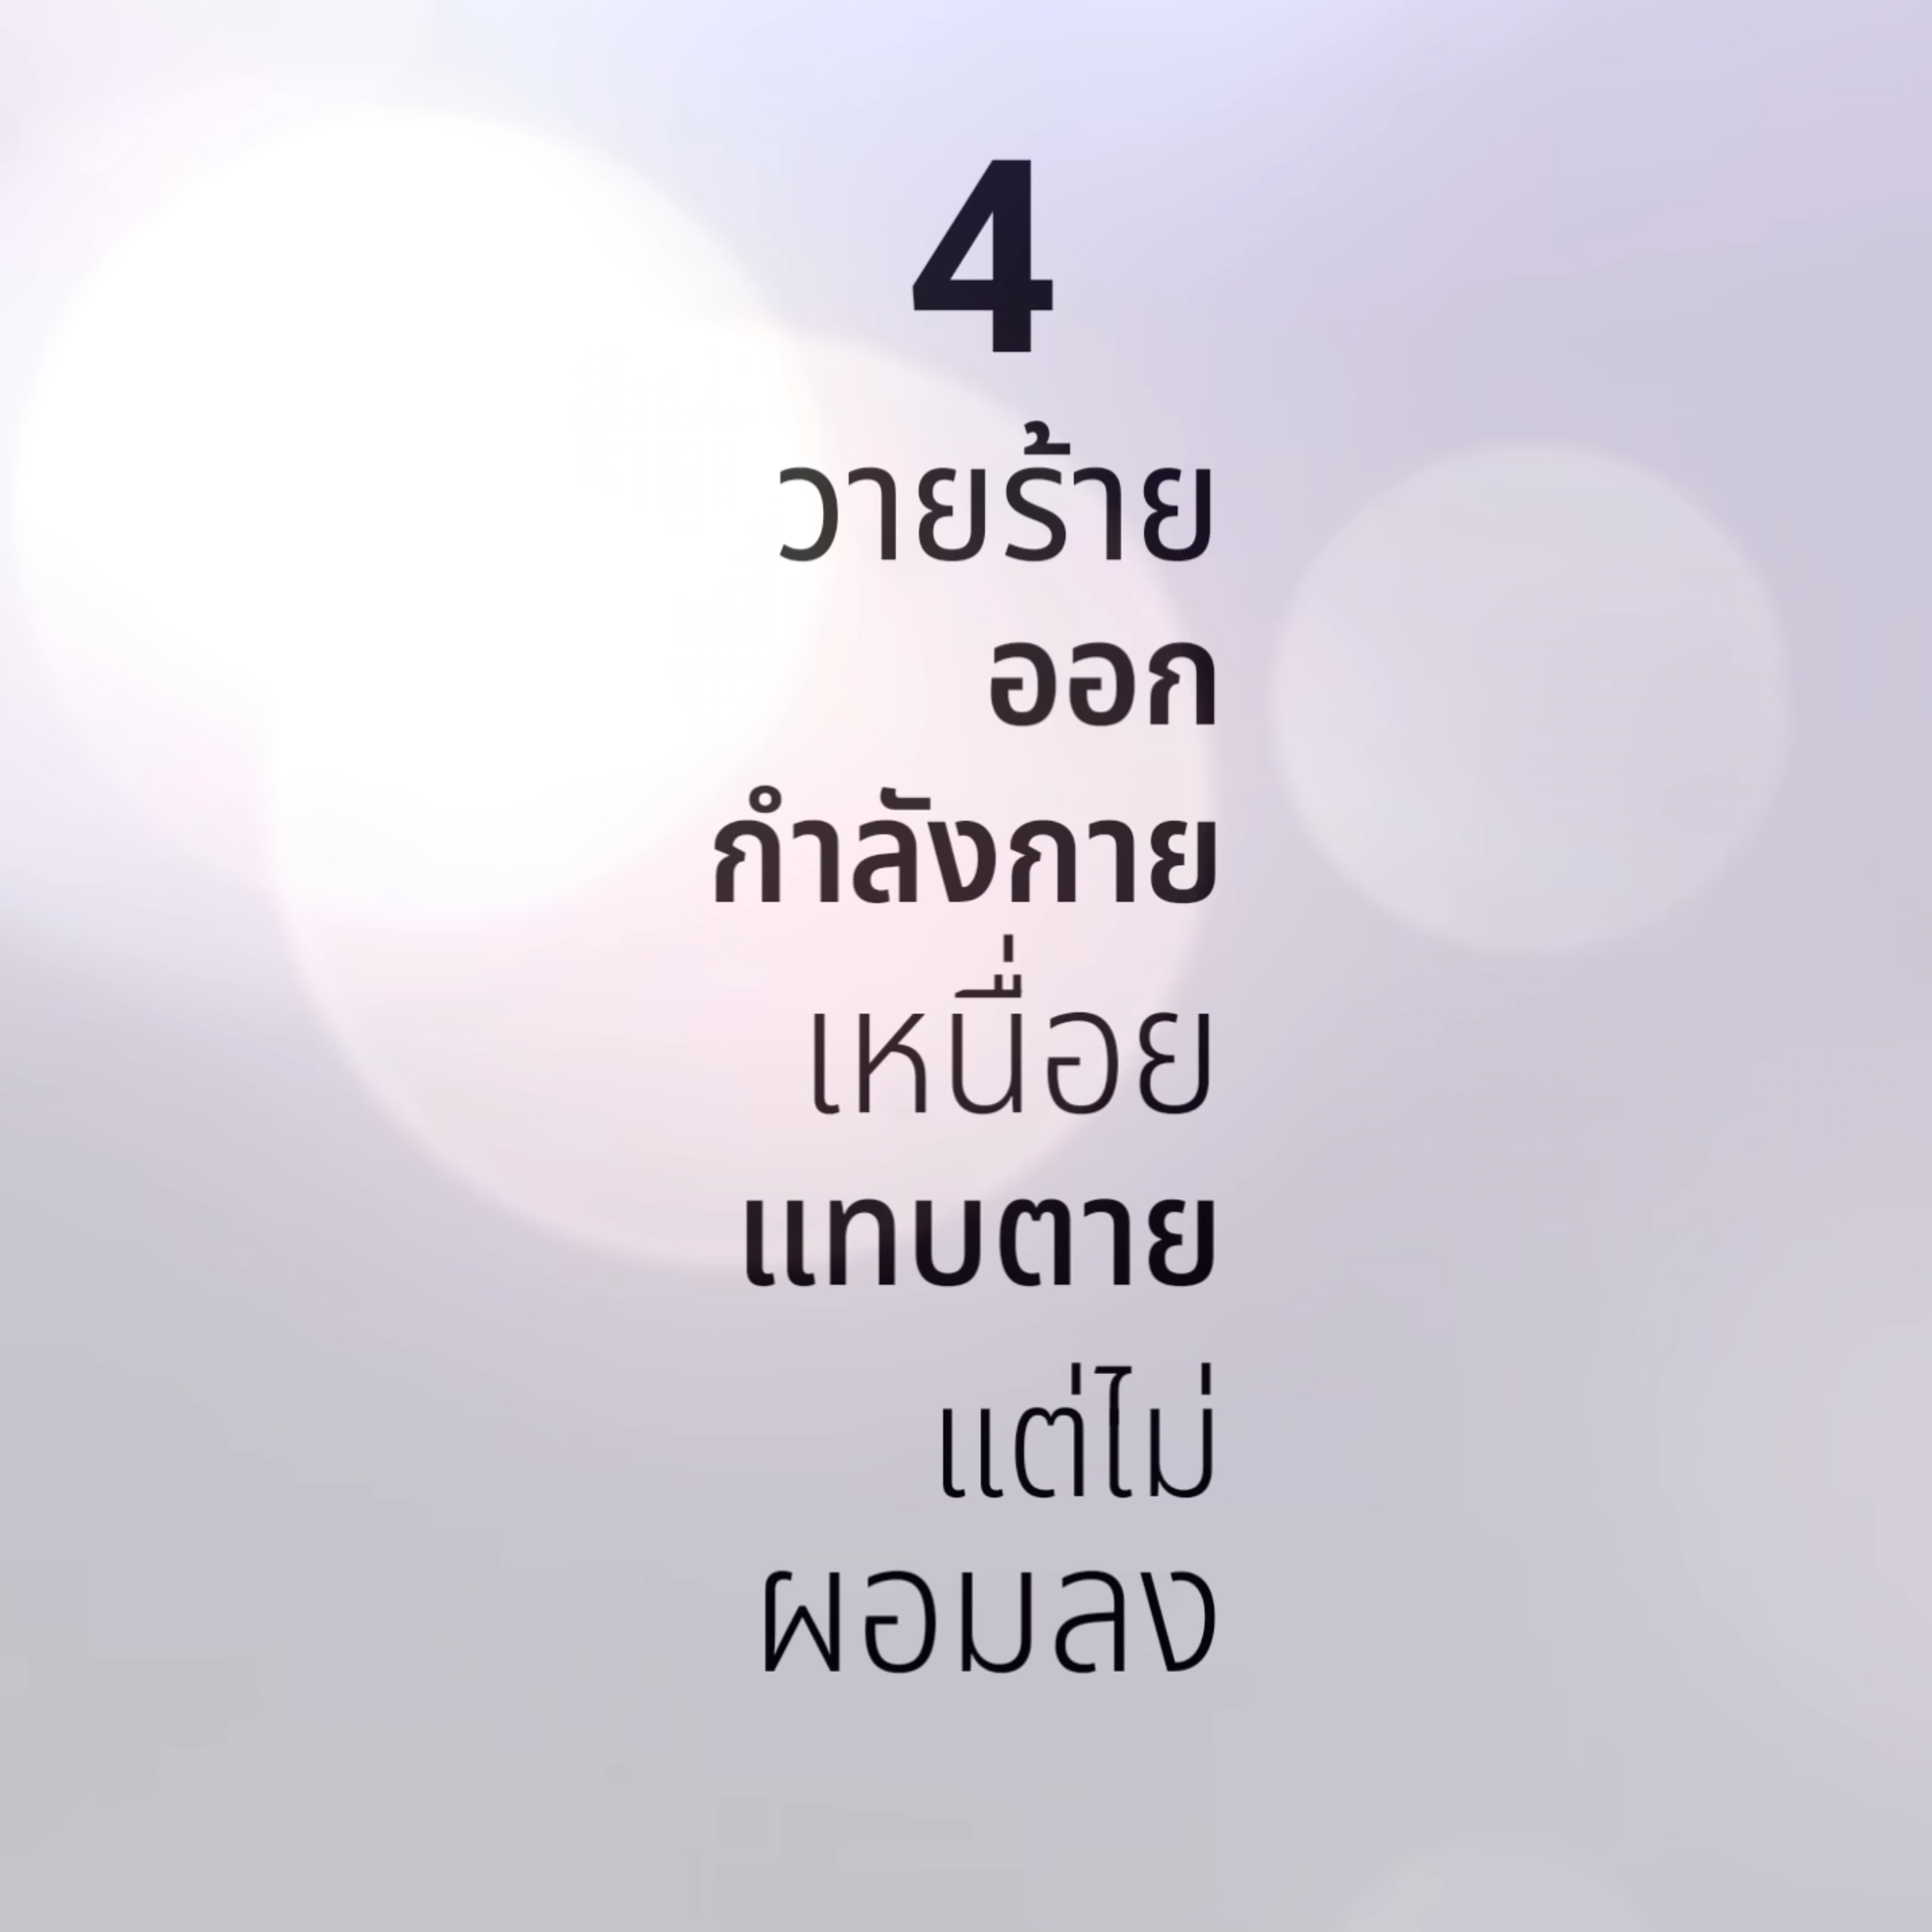 4
วายร้าย
ออก
กำลังกาย
เหนื่อย
แทบตาย
แต่ไม่
ผอมลง